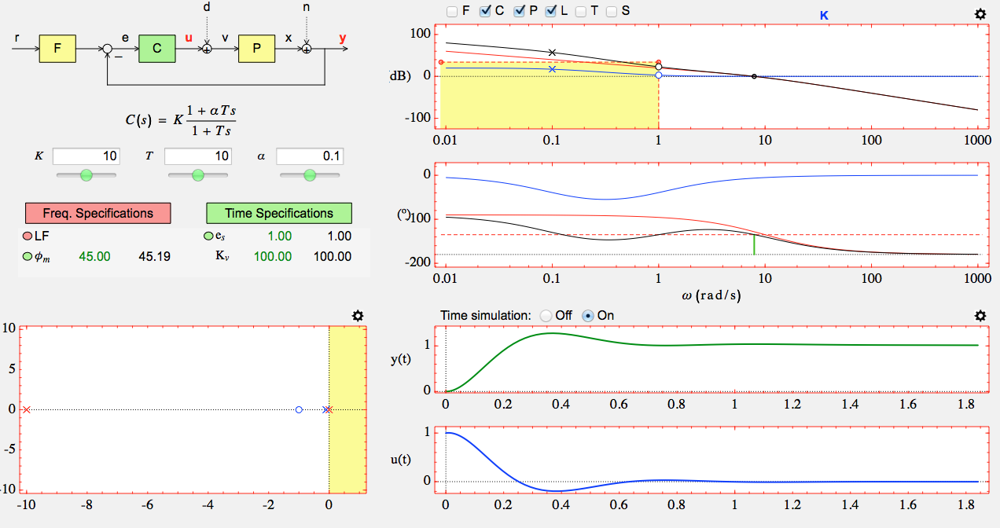 d n
r F e C u v P x y
+ + −
C(s) = K (1 + α T s) / (1 + T s)
K 10 T 10 α 0.1
Freq. Specifications Time Specifications
LF
ϕm 45.00 45.19
es 1.00 1.00
Kv 100.00 100.00
10
5
0
-5
-10
-10 -8 -6 -4 -2 0
F C P L T S
K
100
(dB) 0
-100
0.01 0.1 1 10 100 1000
0
(º) -100
-200
0.01 0.1 1 10 100 1000
ω (rad/s)
Time simulation: Off On
1
y(t)
0
0 0.2 0.4 0.6 0.8 1 1.2 1.4 1.6 1.8
1
u(t)
0
0 0.2 0.4 0.6 0.8 1 1.2 1.4 1.6 1.8